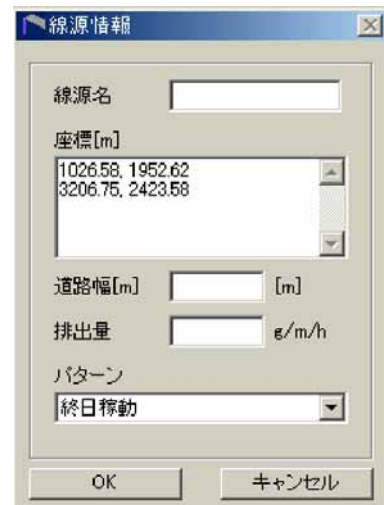 線源情報
線源名
座標[m]
1026.58, 1952.62
3206.75, 2423.58
道路幅[m] [m]
排出量 g/m/h
パターン
終日稼動
OK キャンセル